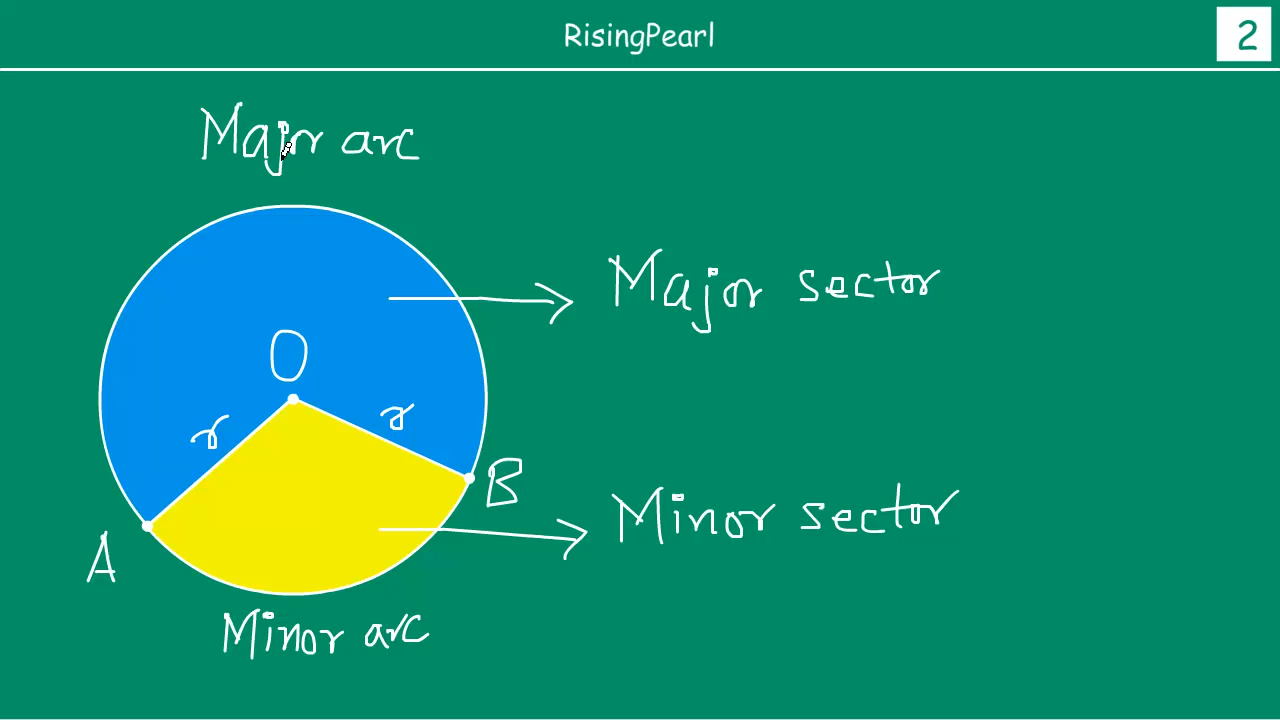 RisingPearl
2
Major arc
Major sector
O
r
r
B
Minor sector
A
Minor arc